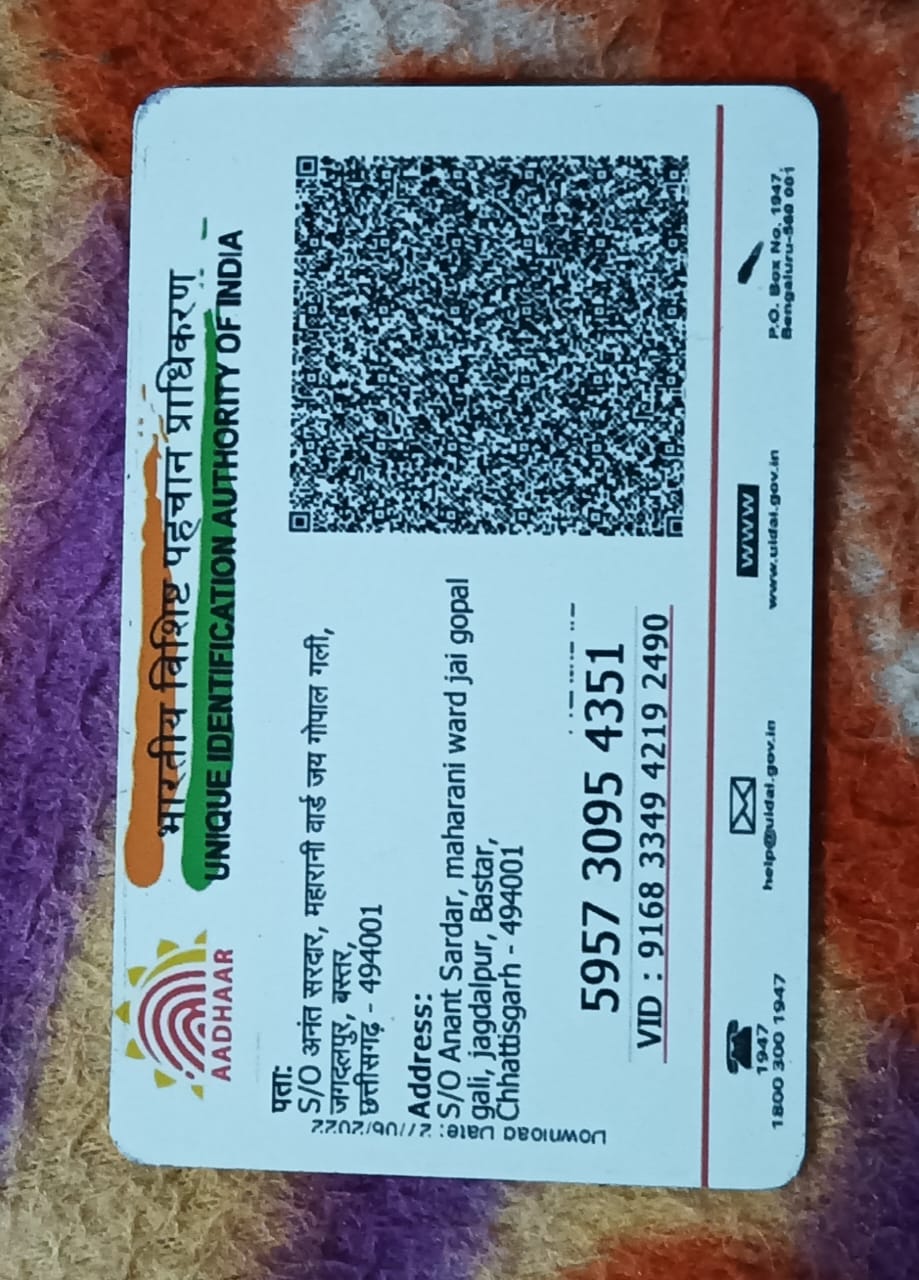 भारतीय विशिष्ट पहचान प्राधिकरण
UNIQUE IDENTIFICATION AUTHORITY OF INDIA
AADHAAR
पता:
S/O अनंत सरदार, महारानी वार्ड जय गोपाल गली,
जगदलपुर, बस्तर,
छत्तीसगढ़ - 494001
Address:
S/O Anant Sardar, maharani ward jai gopal
gali, jagdalpur, Bastar,
Chhattisgarh - 494001
Download Date: 27/06/2022
5957 3095 4351
VID : 9168 3349 4219 2490
1947
1800 300 1947
help@uidai.gov.in
www
www.uidai.gov.in
P.O. Box No. 1947,
Bengaluru-560 001